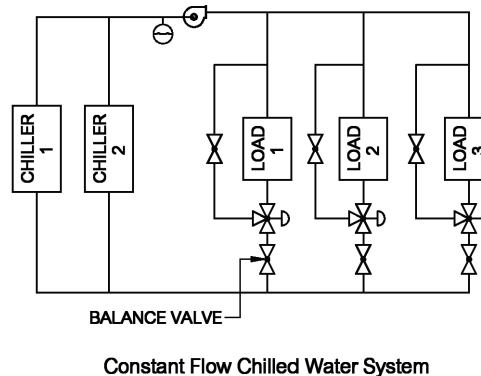 CHILLER
1
CHILLER
2
LOAD
1
LOAD
2
LOAD
3
BALANCE VALVE
Constant Flow Chilled Water System